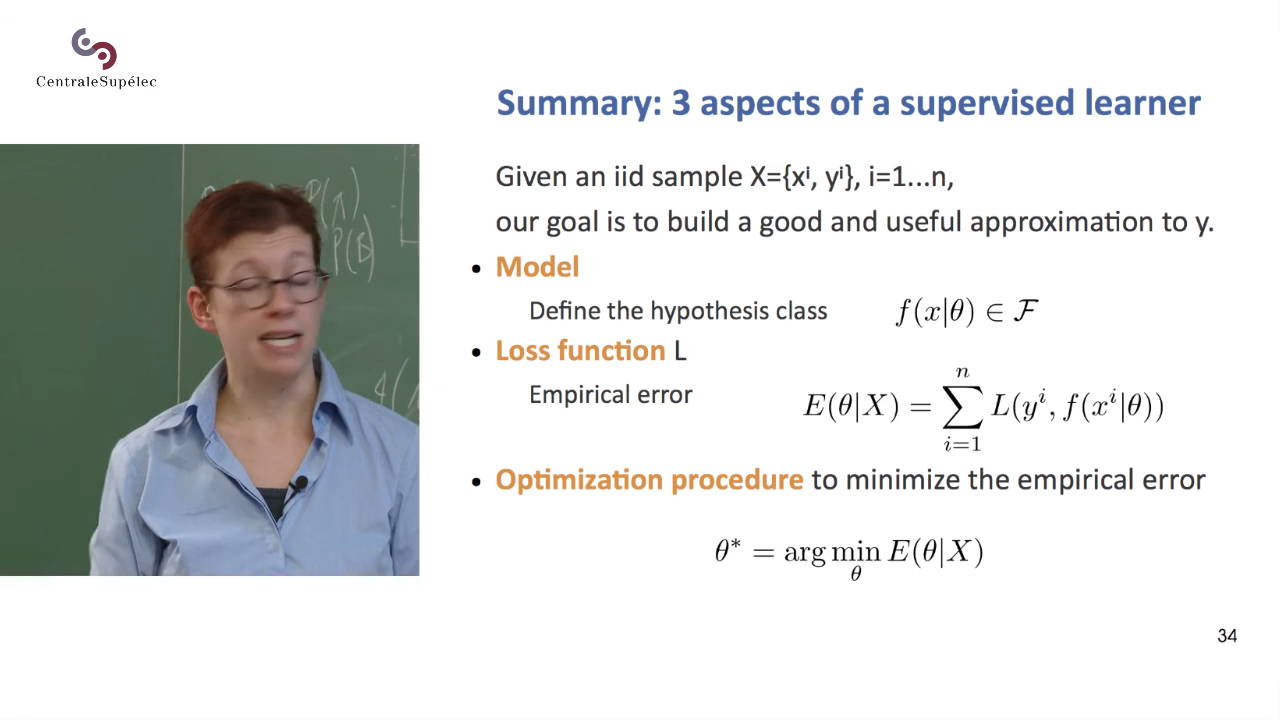 CentraleSupélec
Summary: 3 aspects of a supervised learner
P(π)
P(B)
Given an iid sample X={xⁱ, yⁱ}, i=1...n,
our goal is to build a good and useful approximation to y.
• Model
Define the hypothesis class f(x|θ) ∈ ℱ
• Loss function L
Empirical error E(θ|X) = ∑ⁿᵢ₌₁ L(yⁱ, f(xⁱ|θ))
• Optimization procedure to minimize the empirical error
θ* = arg min_θ E(θ|X)
34